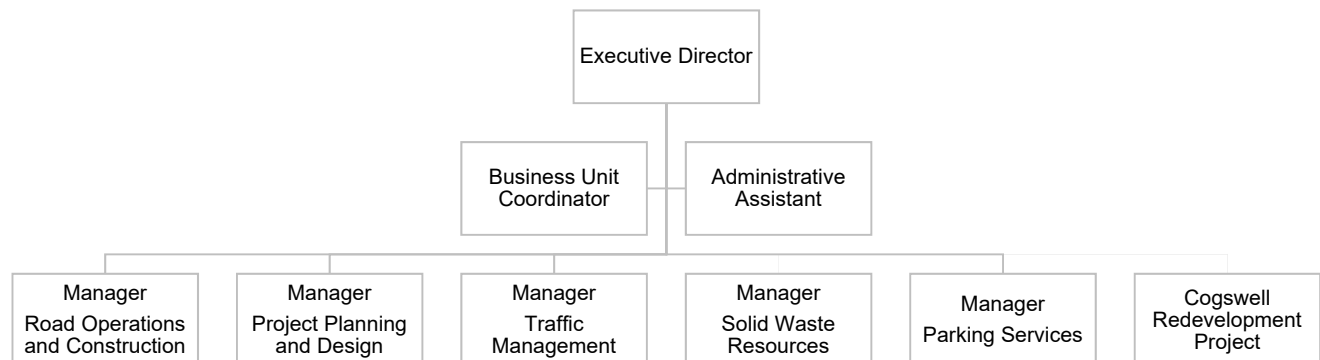 Executive Director
Business Unit
Coordinator
Administrative
Assistant
Manager
Road Operations
and Construction
Manager
Project Planning
and Design
Manager
Traffic
Management
Manager
Solid Waste
Resources
Manager
Parking Services
Cogswell
Redevelopment
Project